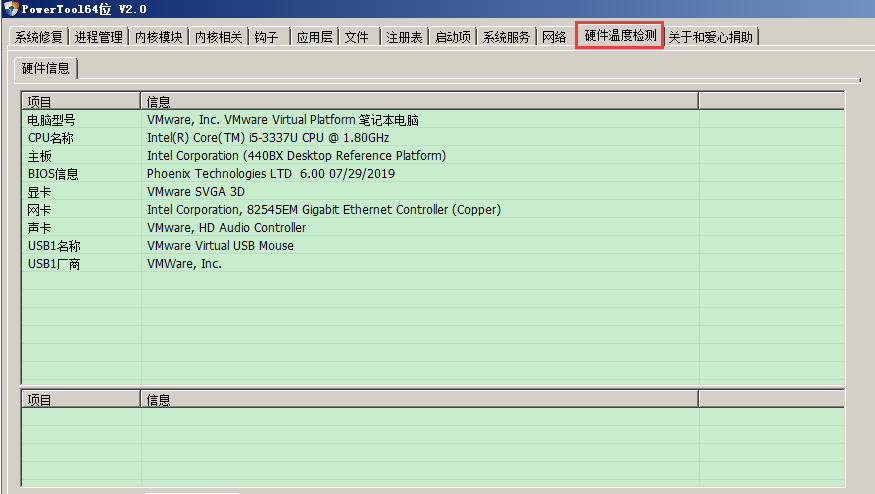 PowerTool64位 V2.0
系统修复 进程管理 内核模块 内核相关 钩子 应用层 文件 注册表 启动项 系统服务 网络 硬件温度检测 关于和爱心捐助
硬件信息
项目 信息
电脑型号 VMware, Inc. VMware Virtual Platform 笔记本电脑
CPU名称 Intel(R) Core(TM) i5-3337U CPU @ 1.80GHz
主板 Intel Corporation (440BX Desktop Reference Platform)
BIOS信息 Phoenix Technologies LTD 6.00 07/29/2019
显卡 VMware SVGA 3D
网卡 Intel Corporation, 82545EM Gigabit Ethernet Controller (Copper)
声卡 VMware, HD Audio Controller
USB1名称 VMware Virtual USB Mouse
USB1厂商 VMWare, Inc.
项目 信息